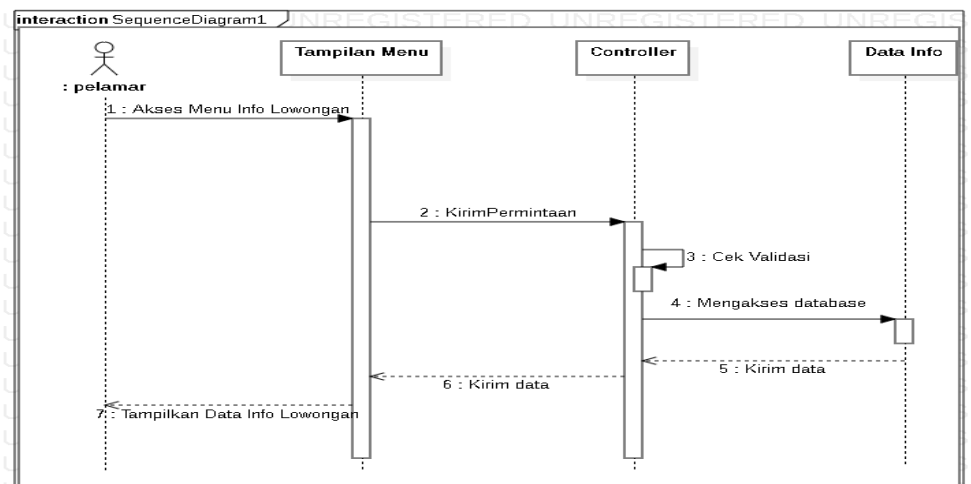 interaction SequenceDiagram1
UNREGISTERED UNREGIS
Tampilan Menu
Controller
Data Info
: pelamar
1 : Akses Menu Info Lowongan
2 : KirimPermintaan
3 : Cek Validasi
4 : Mengakses database
5 : Kirim data
6 : Kirim data
7 : Tampilkan Data Info Lowongan